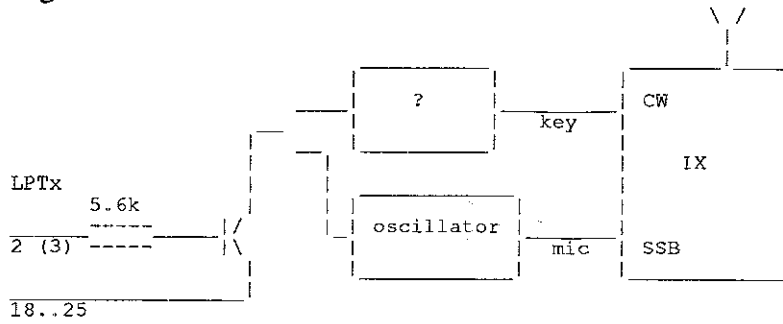 ?
CW
key
IX
LPTx
5.6k
oscillator
2 (3)
mic
SSB
18..25